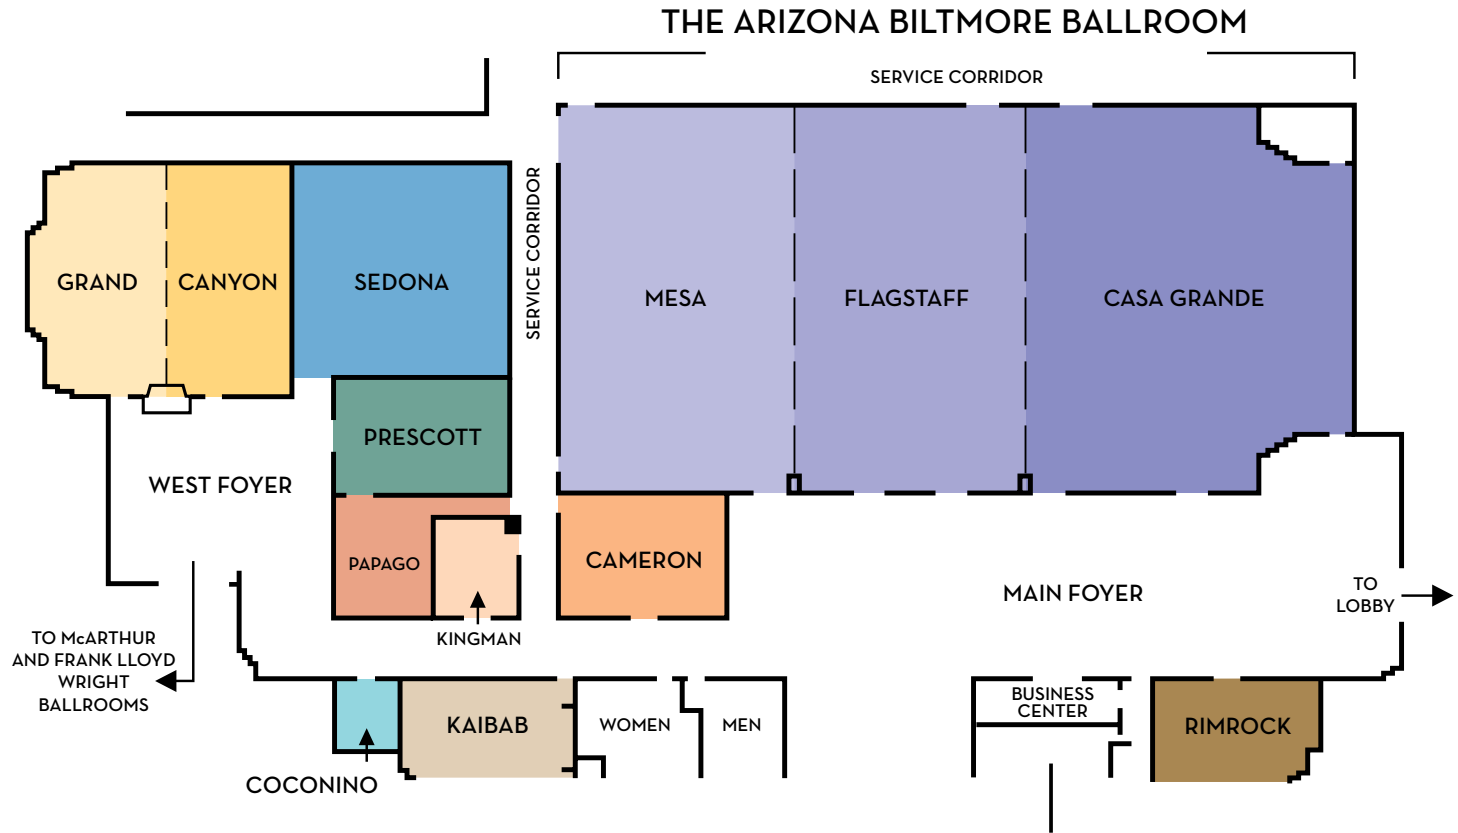 THE ARIZONA BILTMORE BALLROOM
SERVICE CORRIDOR
SERVICE CORRIDOR
GRAND
CANYON
SEDONA
MESA
FLAGSTAFF
CASA GRANDE
PRESCOTT
WEST FOYER
PAPAGO
CAMERON
MAIN FOYER
TO
LOBBY
KINGMAN
TO McARTHUR
AND FRANK LLOYD
WRIGHT
BALLROOMS
BUSINESS
CENTER
KAIBAB
WOMEN
MEN
RIMROCK
COCONINO